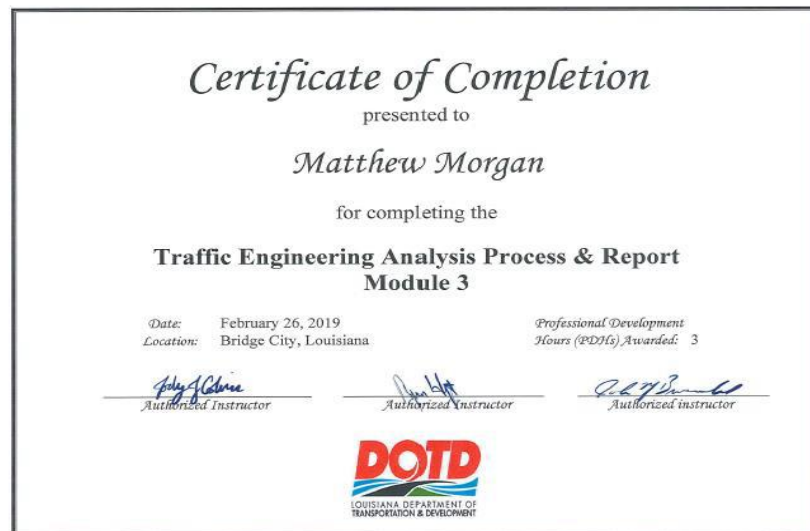 Certificate of Completion
presented to
Matthew Morgan
for completing the
Traffic Engineering Analysis Process & Report
Module 3
Date: February 26, 2019
Location: Bridge City, Louisiana
Professional Development
Hours (PDHs) Awarded: 3
Authorized Instructor
Authorized Instructor
Authorized instructor
DOTD
LOUISIANA DEPARTMENT OF
TRANSPORTATION & DEVELOPMENT